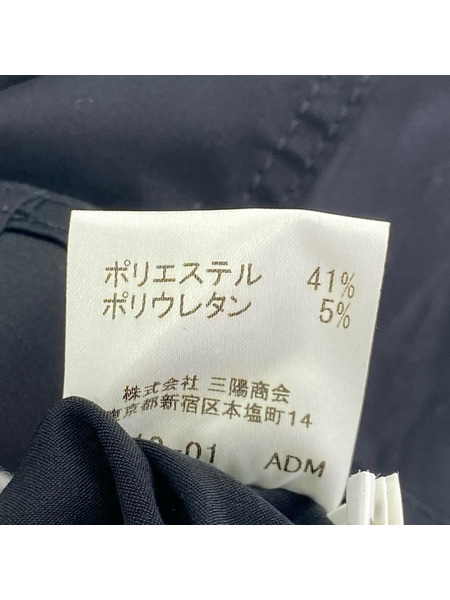 ポリエステル 41%
ポリウレタン 5%
株式会社 三陽商会
東京都新宿区本塩町14
-01 ADM